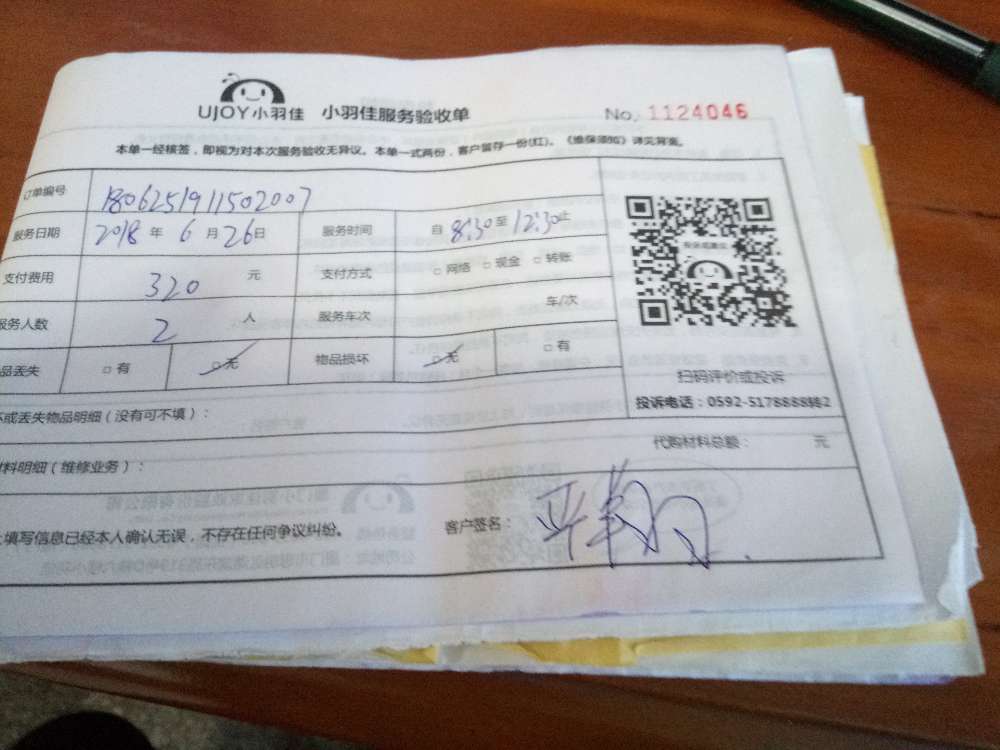 UJOY小羽佳 小羽佳服务验收单 No. 1124046
本单一经核签，即视为对本次服务验收无异议。本单一式两份，客户留存一份(红)。《维保须知》详见背面。
订单编号 1806251911502007
服务日期 2018 年 6 月 26 日 服务时间 自 8:30 至 12:30 止
支付费用 320 元 支付方式 □ 网络 □ 现金 □ 转账
服务人数 2 人 服务车次 车/次
品丢失 □ 有 □ 无 物品损坏 □ 无 □ 有
扫码评价或投诉
投诉电话：0592-5178888转2
坏或丢失物品明细（没有可不填）：
代购材料总额： 元
材料明细（维修业务）：
上填写信息已经本人确认无误，不存在任何争议纠纷。 客户签名：